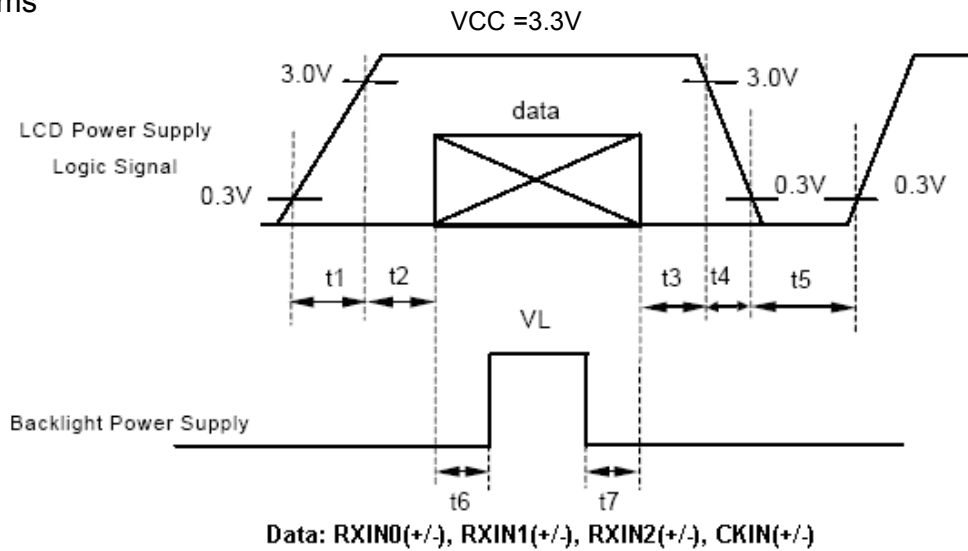 ms
VCC =3.3V
3.0V
3.0V
data
LCD Power Supply
Logic Signal
0.3V
0.3V
0.3V
t1
t2
t3
t4
t5
VL
Backlight Power Supply
t6
t7
Data: RXIN0(+/-), RXIN1(+/-), RXIN2(+/-), CKIN(+/-)